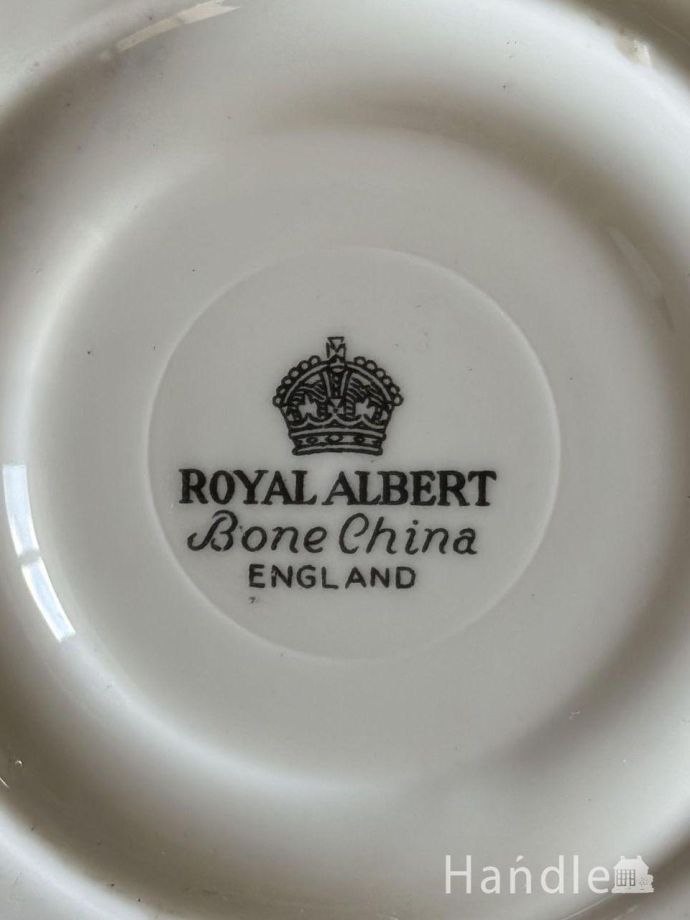 ROYAL ALBERT
Bone China
ENGLAND
Handle